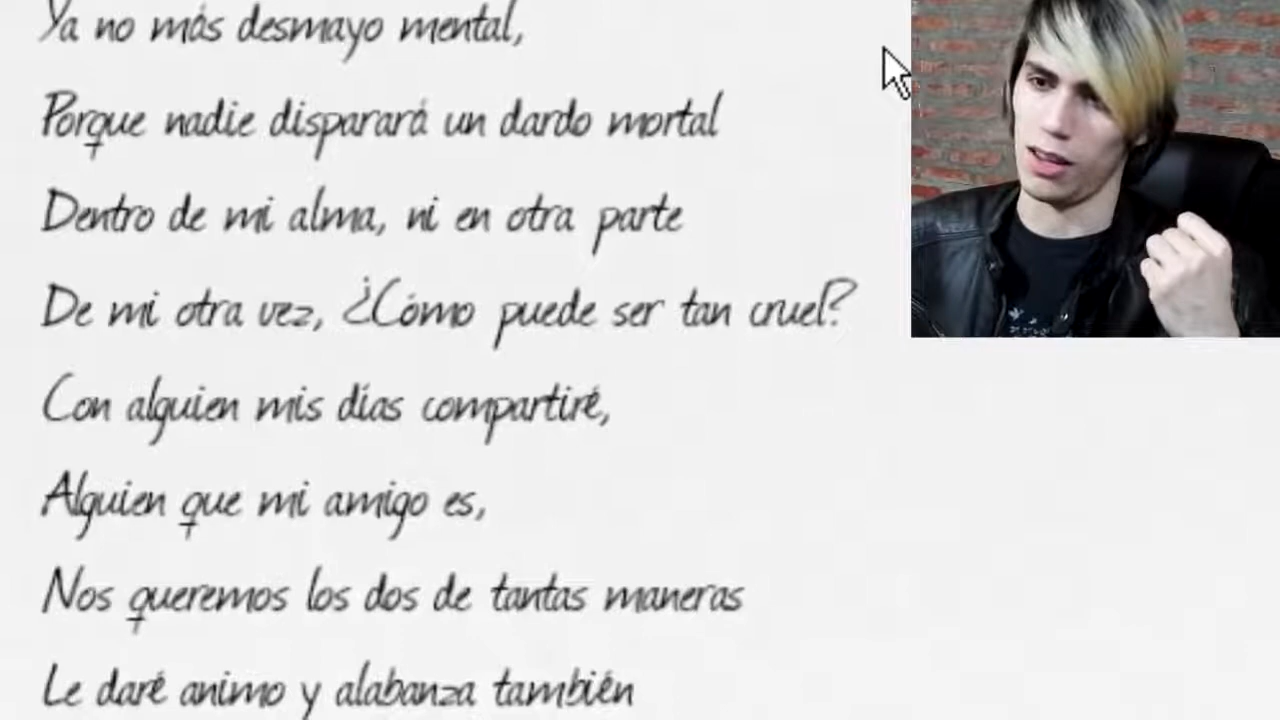 Ya no más desmayo mental,
Porque nadie disparará un dardo mortal
Dentro de mi alma, ni en otra parte
De mi otra vez, ¿Cómo puede ser tan cruel?
Con alguien mis días compartiré,
Alguien que mi amigo es,
Nos queremos los dos de tantas maneras
Le daré animo y alabanza también